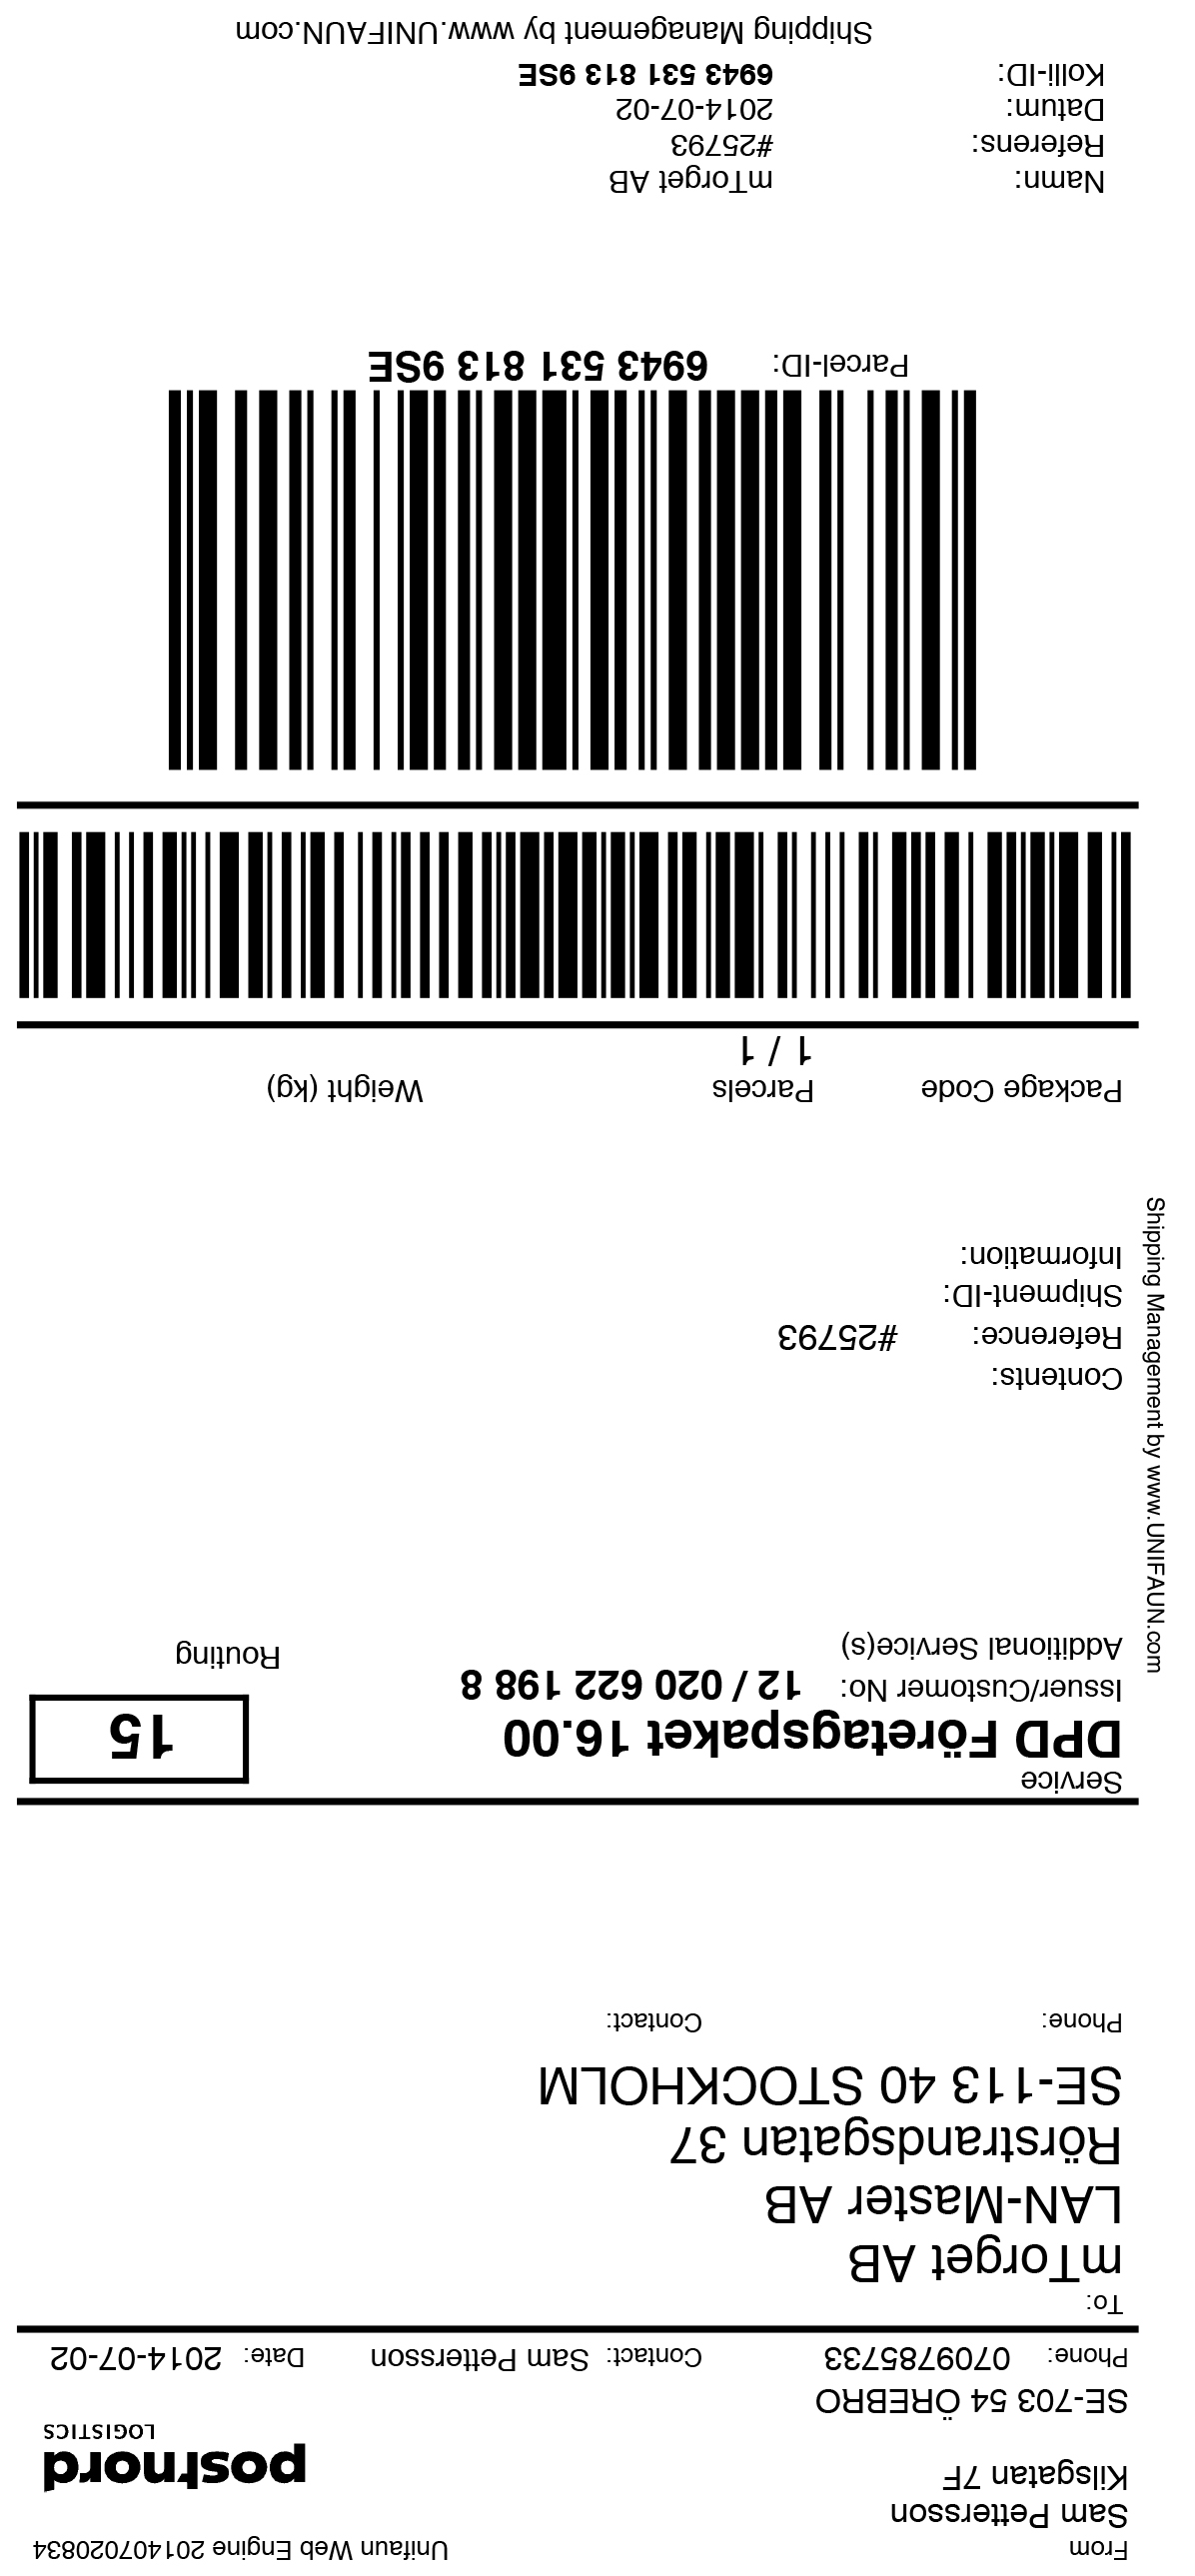 From
Unifaun Web Engine 201407020834
Sam Pettersson
Kilsgatan 7F
postnord
LOGISTICS
SE-703 54 ÖREBRO
Phone: 0709785733 Contact: Sam Pettersson Date: 2014-07-02
To:
mTorget AB
LAN-Master AB
Rörstrandsgatan 37
SE-113 40 STOCKHOLM
Phone: Contact:
Service
DPD Företagspaket 16.00
15
Issuer/Customer No: 12 / 020 622 198 8
Additional Service(s)
Routing
Contents:
Reference: #25793
Shipment-ID:
Information:
Shipping Management by www.UNIFAUN.com
Package Code Parcels Weight (kg)
1 / 1
Parcel-ID: 6943 531 813 9SE
Namn: mTorget AB
Referens: #25793
Datum: 2014-07-02
Kolli-ID: 6943 531 813 9SE
Shipping Management by www.UNIFAUN.com